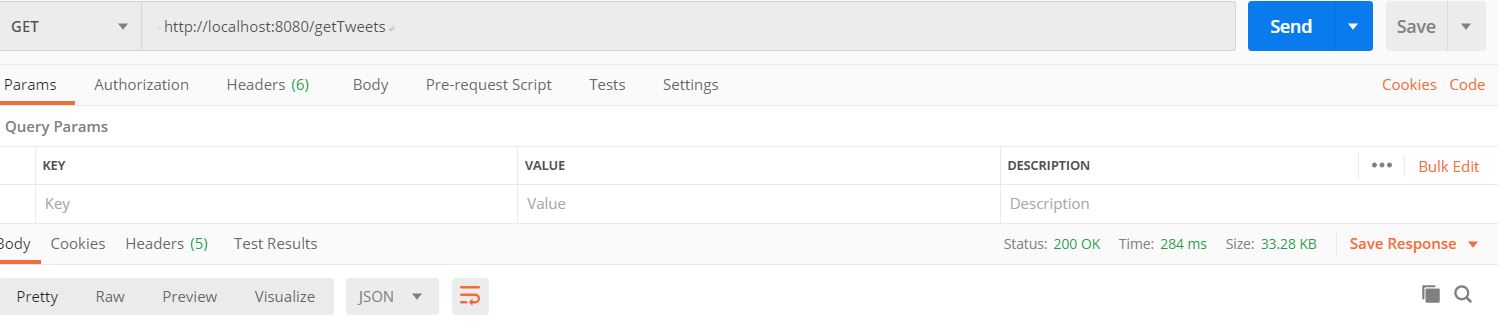 GET http://localhost:8080/getTweets Send Save
Params Authorization Headers (6) Body Pre-request Script Tests Settings Cookies Code
Query Params
KEY VALUE DESCRIPTION ••• Bulk Edit
Key Value Description
Body Cookies Headers (5) Test Results Status: 200 OK Time: 284 ms Size: 33.28 KB Save Response
Pretty Raw Preview Visualize JSON